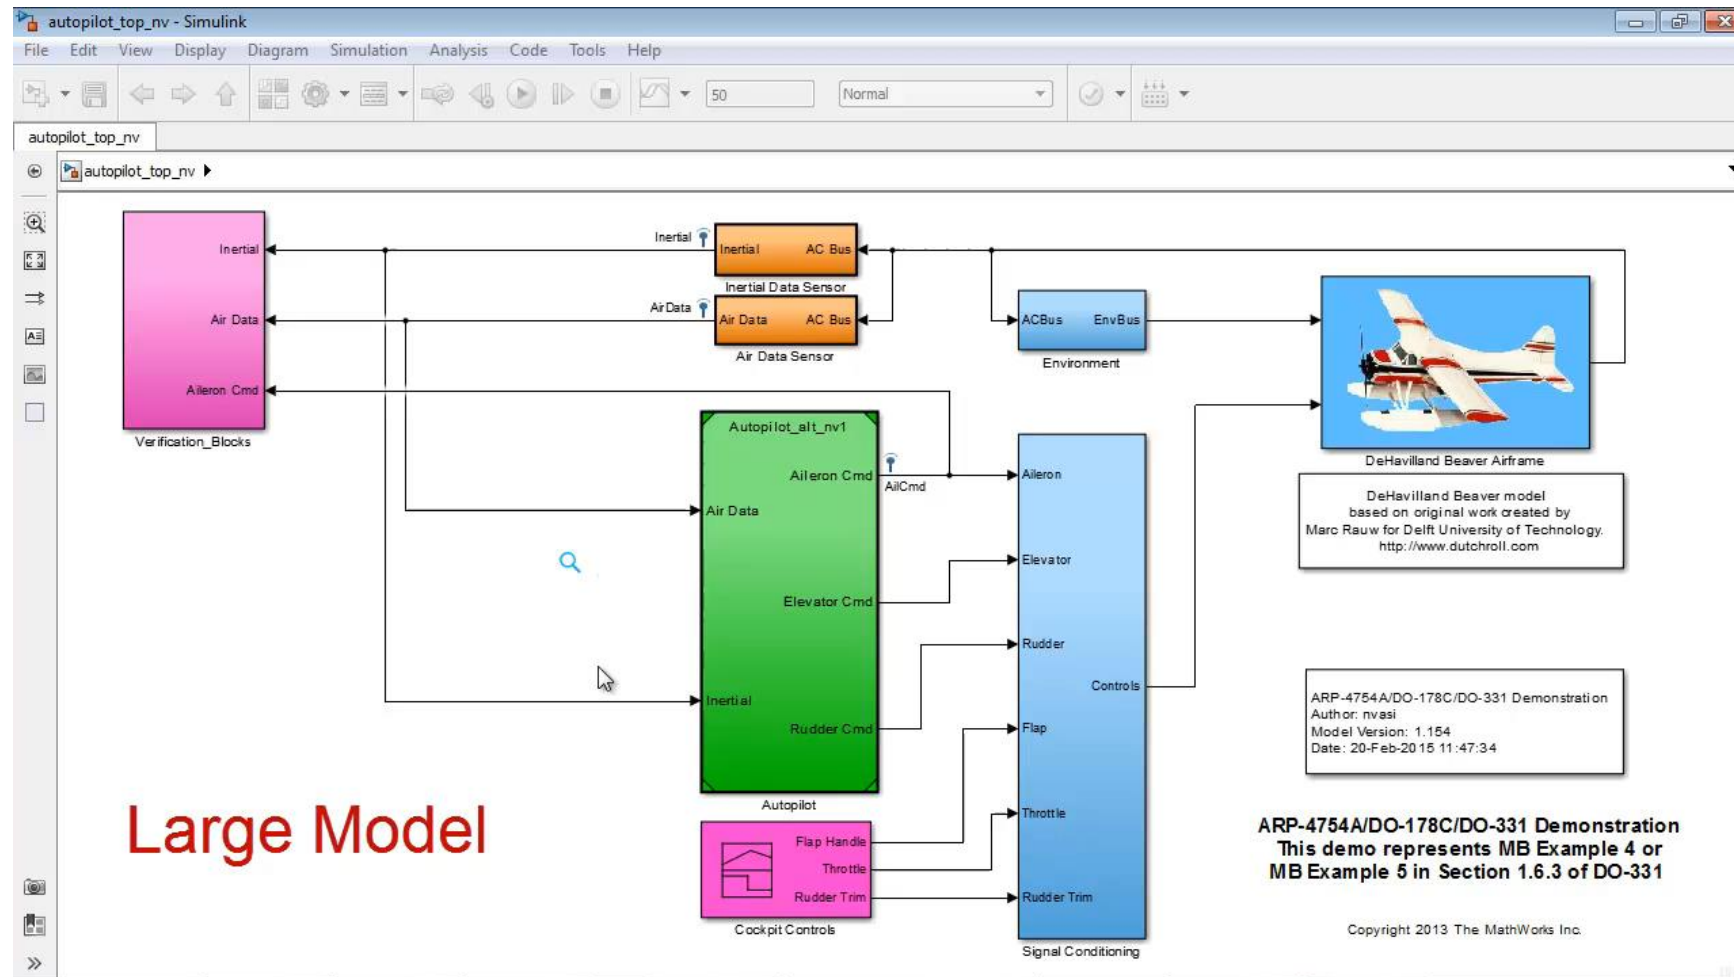 autopilot_top_nv - Simulink
File Edit View Display Diagram Simulation Analysis Code Tools Help
50
Normal
autopilot_top_nv
autopilot_top_nv
Inertial
Air Data
Aileron Cmd
Verification_Blocks
Inertial
Inertial AC Bus
Inertial Data Sensor
AirData
Air Data AC Bus
Air Data Sensor
ACBus EnvBus
Environment
DeHavilland Beaver Airframe
DeHavilland Beaver model
based on original work created by
Marc Rauw for Delft University of Technology.
http://www.dutchroll.com
Autopilot_alt_nv1
Aileron Cmd
AilCmd
Air Data
Elevator Cmd
Inertial
Rudder Cmd
Autopilot
Aileron
Elevator
Rudder
Controls
Flap
Throttle
Rudder Trim
Signal Conditioning
Flap Handle
Throttle
Rudder Trim
Cockpit Controls
Large Model
ARP-4754A/DO-178C/DO-331 Demonstration
Author: nvasi
Model Version: 1.154
Date: 20-Feb-2015 11:47:34
ARP-4754A/DO-178C/DO-331 Demonstration
This demo represents MB Example 4 or
MB Example 5 in Section 1.6.3 of DO-331
Copyright 2013 The MathWorks Inc.